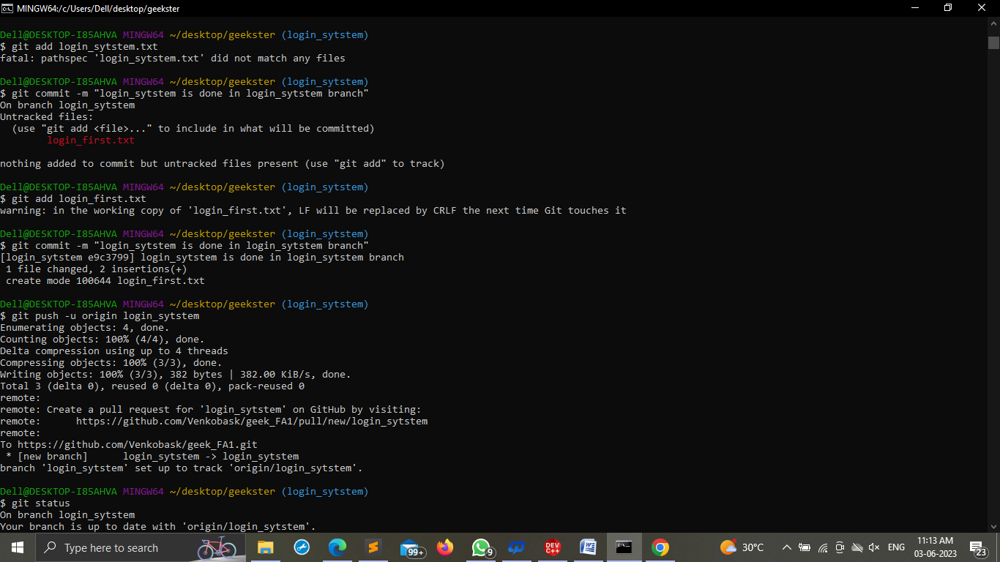 MINGW64:/c/Users/Dell/desktop/geekster
Dell@DESKTOP-I85AHVA MINGW64 ~/desktop/geekster (login_sytstem)
$ git add login_sytstem.txt
fatal: pathspec 'login_sytstem.txt' did not match any files
Dell@DESKTOP-I85AHVA MINGW64 ~/desktop/geekster (login_sytstem)
$ git commit -m "login_sytstem is done in login_sytstem branch"
On branch login_sytstem
Untracked files:
  (use "git add <file>..." to include in what will be committed)
        login_first.txt
nothing added to commit but untracked files present (use "git add" to track)
Dell@DESKTOP-I85AHVA MINGW64 ~/desktop/geekster (login_sytstem)
$ git add login_first.txt
warning: in the working copy of 'login_first.txt', LF will be replaced by CRLF the next time Git touches it
Dell@DESKTOP-I85AHVA MINGW64 ~/desktop/geekster (login_sytstem)
$ git commit -m "login_sytstem is done in login_sytstem branch"
[login_sytstem e9c3799] login_sytstem is done in login_sytstem branch
 1 file changed, 2 insertions(+)
 create mode 100644 login_first.txt
Dell@DESKTOP-I85AHVA MINGW64 ~/desktop/geekster (login_sytstem)
$ git push -u origin login_sytstem
Enumerating objects: 4, done.
Counting objects: 100% (4/4), done.
Delta compression using up to 4 threads
Compressing objects: 100% (3/3), done.
Writing objects: 100% (3/3), 382 bytes | 382.00 KiB/s, done.
Total 3 (delta 0), reused 0 (delta 0), pack-reused 0
remote:
remote: Create a pull request for 'login_sytstem' on GitHub by visiting:
remote:      https://github.com/Venkobask/geek_FA1/pull/new/login_sytstem
remote:
To https://github.com/Venkobask/geek_FA1.git
 * [new branch]      login_sytstem -> login_sytstem
branch 'login_sytstem' set up to track 'origin/login_sytstem'.
Dell@DESKTOP-I85AHVA MINGW64 ~/desktop/geekster (login_sytstem)
$ git status
On branch login_sytstem
Your branch is up to date with 'origin/login_sytstem'.
Type here to search
99+
9
DEV
C++
30°C
ENG
11:13 AM
03-06-2023
23